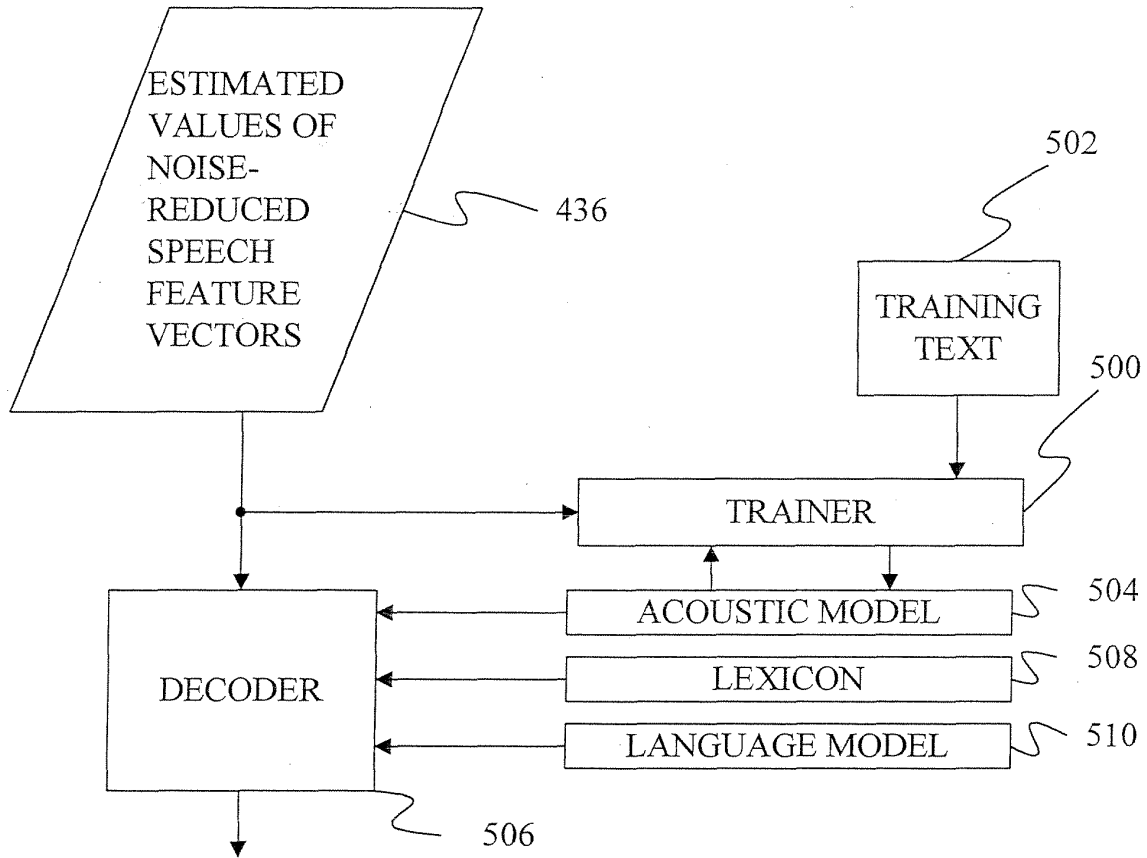 ESTIMATED
VALUES OF
NOISE-
REDUCED
SPEECH
FEATURE
VECTORS
436
502
TRAINING
TEXT
500
TRAINER
504
ACOUSTIC MODEL
508
LEXICON
DECODER
510
LANGUAGE MODEL
506